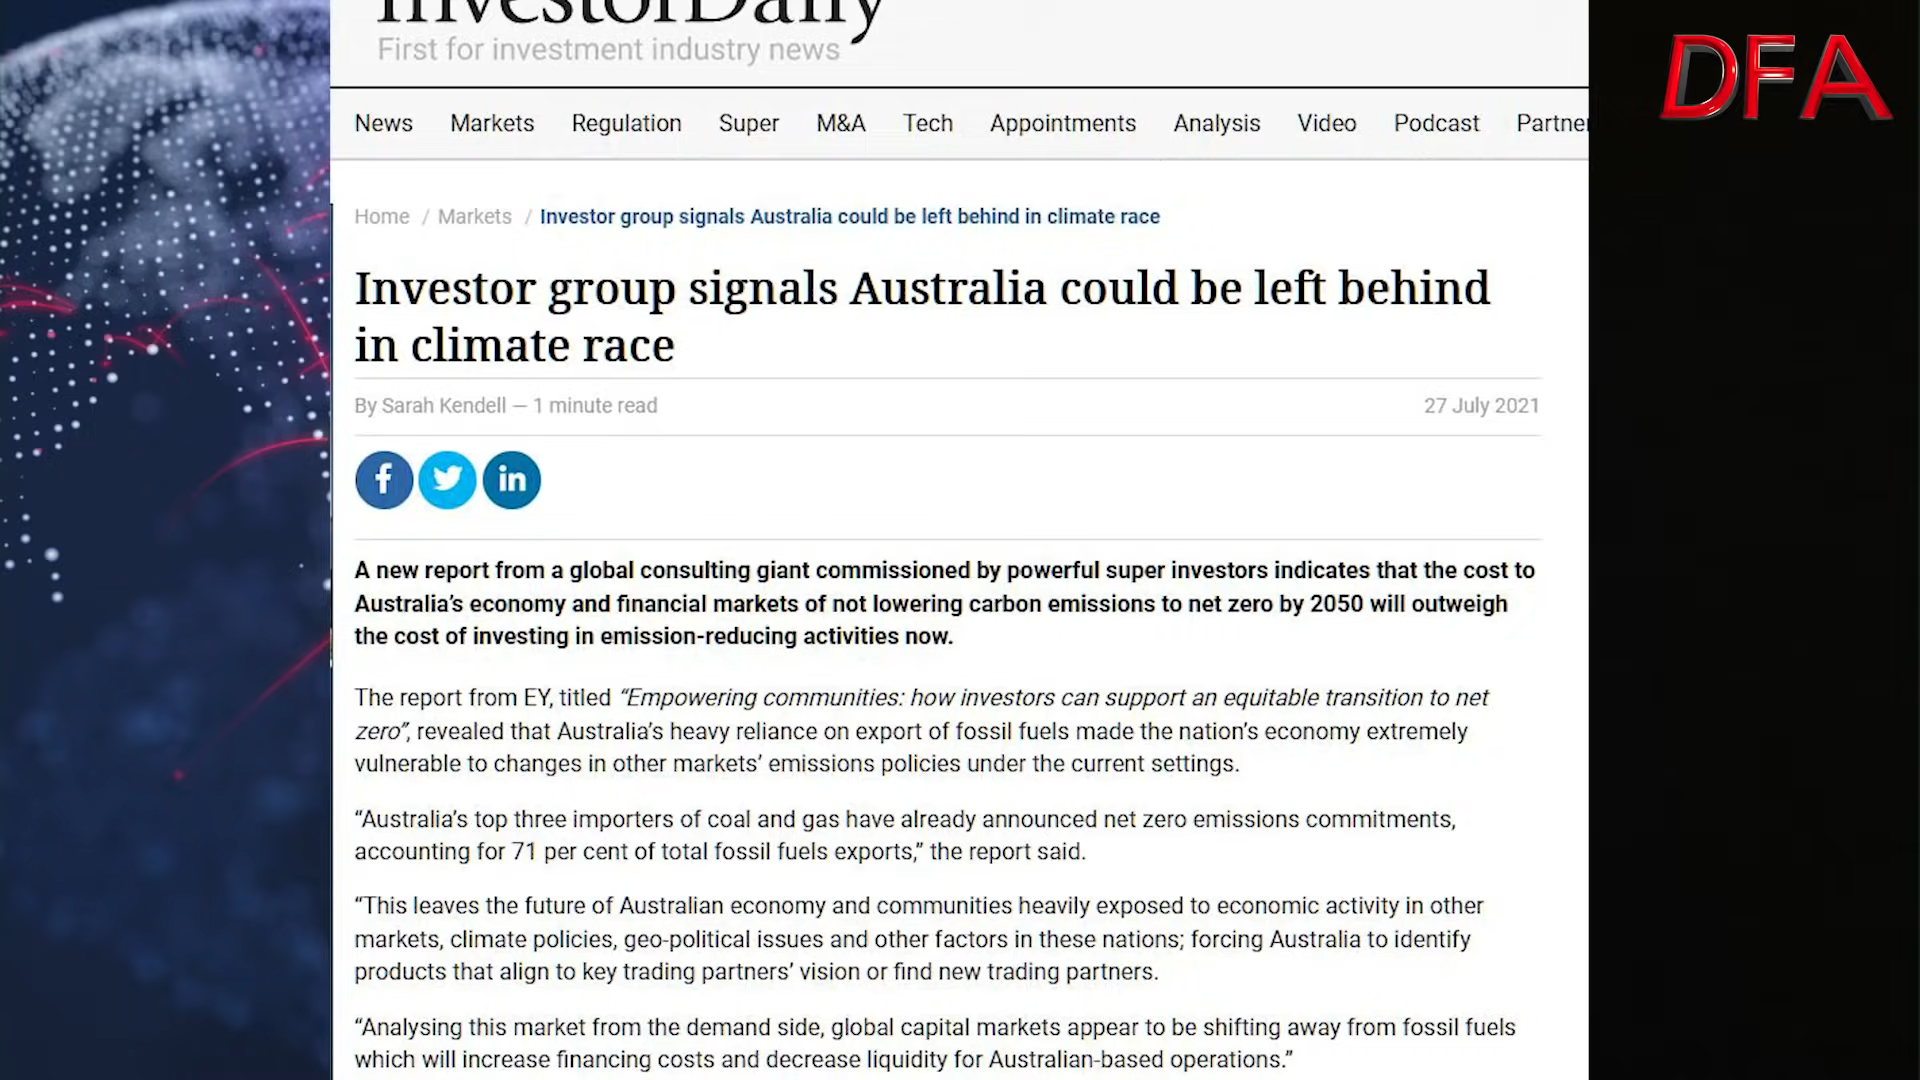 InvestorDaily
First for investment industry news
DFA
News Markets Regulation Super M&A Tech Appointments Analysis Video Podcast Partner
Home / Markets / Investor group signals Australia could be left behind in climate race
Investor group signals Australia could be left behind
in climate race
By Sarah Kendell — 1 minute read 27 July 2021
f in
A new report from a global consulting giant commissioned by powerful super investors indicates that the cost to
Australia’s economy and financial markets of not lowering carbon emissions to net zero by 2050 will outweigh
the cost of investing in emission-reducing activities now.
The report from EY, titled “Empowering communities: how investors can support an equitable transition to net
zero”, revealed that Australia’s heavy reliance on export of fossil fuels made the nation’s economy extremely
vulnerable to changes in other markets’ emissions policies under the current settings.
“Australia’s top three importers of coal and gas have already announced net zero emissions commitments,
accounting for 71 per cent of total fossil fuels exports,” the report said.
“This leaves the future of Australian economy and communities heavily exposed to economic activity in other
markets, climate policies, geo-political issues and other factors in these nations; forcing Australia to identify
products that align to key trading partners’ vision or find new trading partners.
“Analysing this market from the demand side, global capital markets appear to be shifting away from fossil fuels
which will increase financing costs and decrease liquidity for Australian-based operations.”